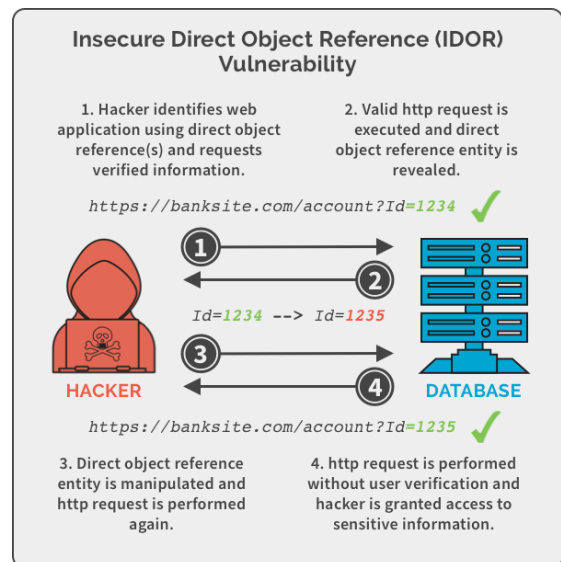 Insecure Direct Object Reference (IDOR)
Vulnerability
1. Hacker identifies web
application using direct object
reference(s) and requests
verified information.
2. Valid http request is
executed and direct
object reference entity is
revealed.
https://banksite.com/account?Id=1234
1
2
Id=1234 --> Id=1235
3
4
HACKER
DATABASE
https://banksite.com/account?Id=1235
3. Direct object reference
entity is manipulated and
http request is performed
again.
4. http request is performed
without user verification and
hacker is granted access to
sensitive information.